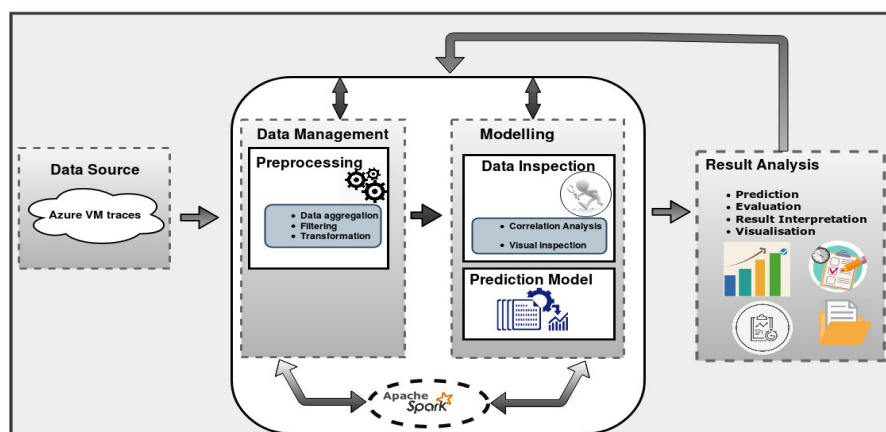 Data Source
Azure VM traces
Data Management
Preprocessing
Data aggregation
Filtering
Transformation
Modelling
Data Inspection
Correlation Analysis
Visual Inspection
Prediction Model
Apache
Spark
Result Analysis
Prediction
Evaluation
Result Interpretation
Visualisation